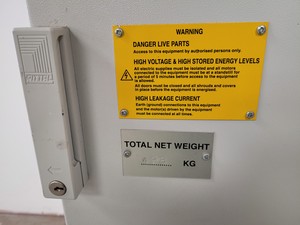 RITTAL
WARNING
DANGER LIVE PARTS
Access to this equipment by authorised persons only.
HIGH VOLTAGE & HIGH STORED ENERGY LEVELS
All electric supplies must be isolated and all motors
connected to the equipment must be at a standstill for
a period of 5 minutes before access to the equipment
is allowed.
All doors must be closed and all shrouds and covers
in place before the equipment is energised.
HIGH LEAKAGE CURRENT
Earth (ground) connections to this equipment
and the motor(s) driven by the equipment must be
connected at all times
TOTAL NET WEIGHT
KG